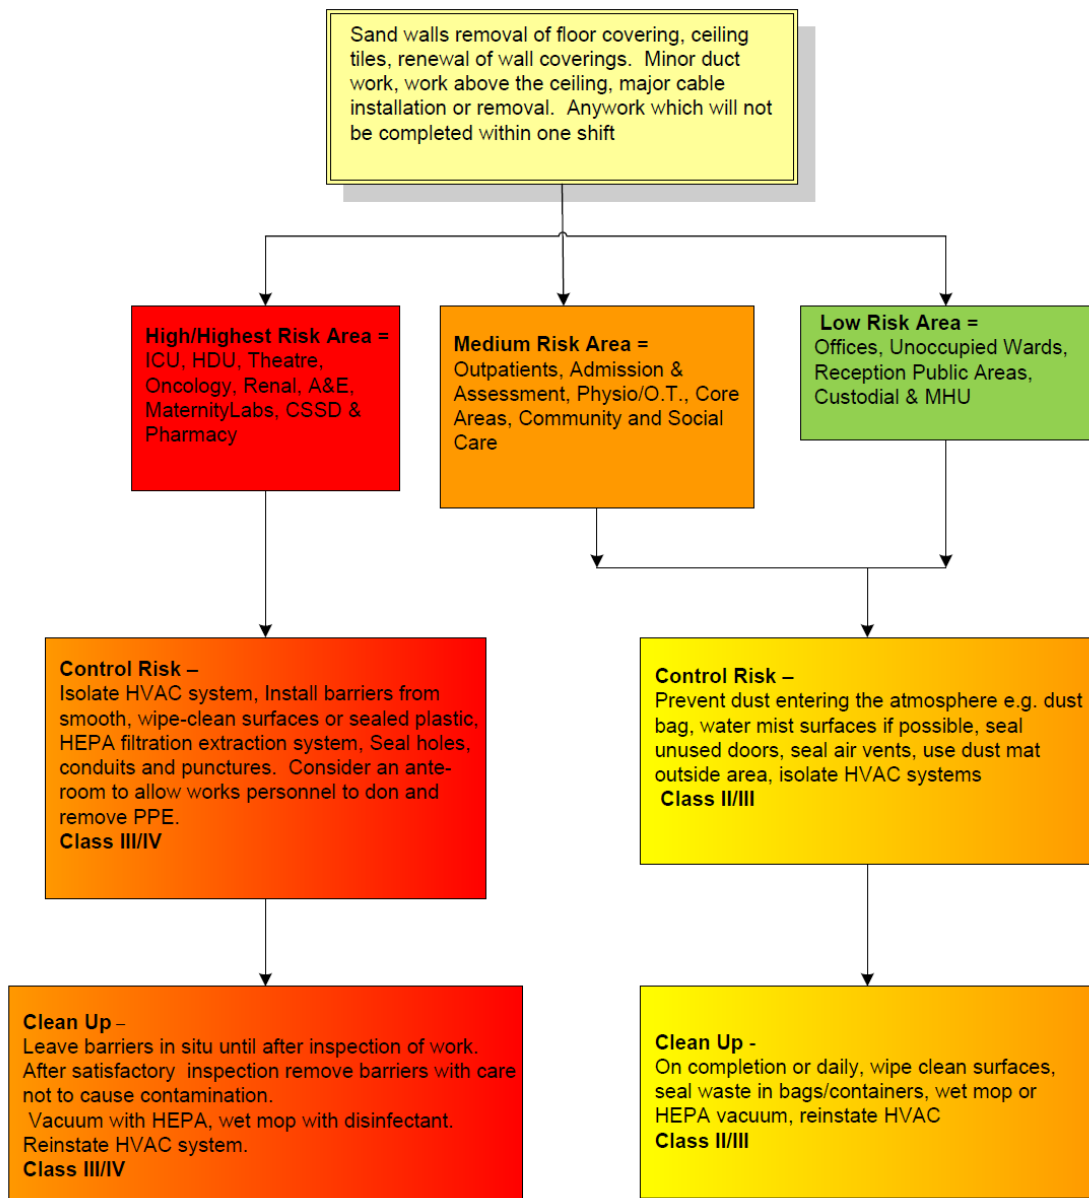 Sand walls removal of floor covering, ceiling
tiles, renewal of wall coverings.  Minor duct
work, work above the ceiling, major cable
installation or removal.  Anywork which will not
be completed within one shift
High/Highest Risk Area =
ICU, HDU, Theatre,
Oncology, Renal, A&E,
MaternityLabs, CSSD &
Pharmacy
Medium Risk Area =
Outpatients, Admission &
Assessment, Physio/O.T., Core
Areas, Community and Social
Care
Low Risk Area =
Offices, Unoccupied Wards,
Reception Public Areas,
Custodial & MHU
Control Risk –
Isolate HVAC system, Install barriers from
smooth, wipe-clean surfaces or sealed plastic,
HEPA filtration extraction system, Seal holes,
conduits and punctures.  Consider an ante-
room to allow works personnel to don and
remove PPE.
Class III/IV
Control Risk –
Prevent dust entering the atmosphere e.g. dust
bag, water mist surfaces if possible, seal
unused doors, seal air vents, use dust mat
outside area, isolate HVAC systems
Class II/III
Clean Up –
Leave barriers in situ until after inspection of work.
After satisfactory  inspection remove barriers with care
not to cause contamination.
Vacuum with HEPA, wet mop with disinfectant.
Reinstate HVAC system.
Class III/IV
Clean Up -
On completion or daily, wipe clean surfaces,
seal waste in bags/containers, wet mop or
HEPA vacuum, reinstate HVAC
Class II/III